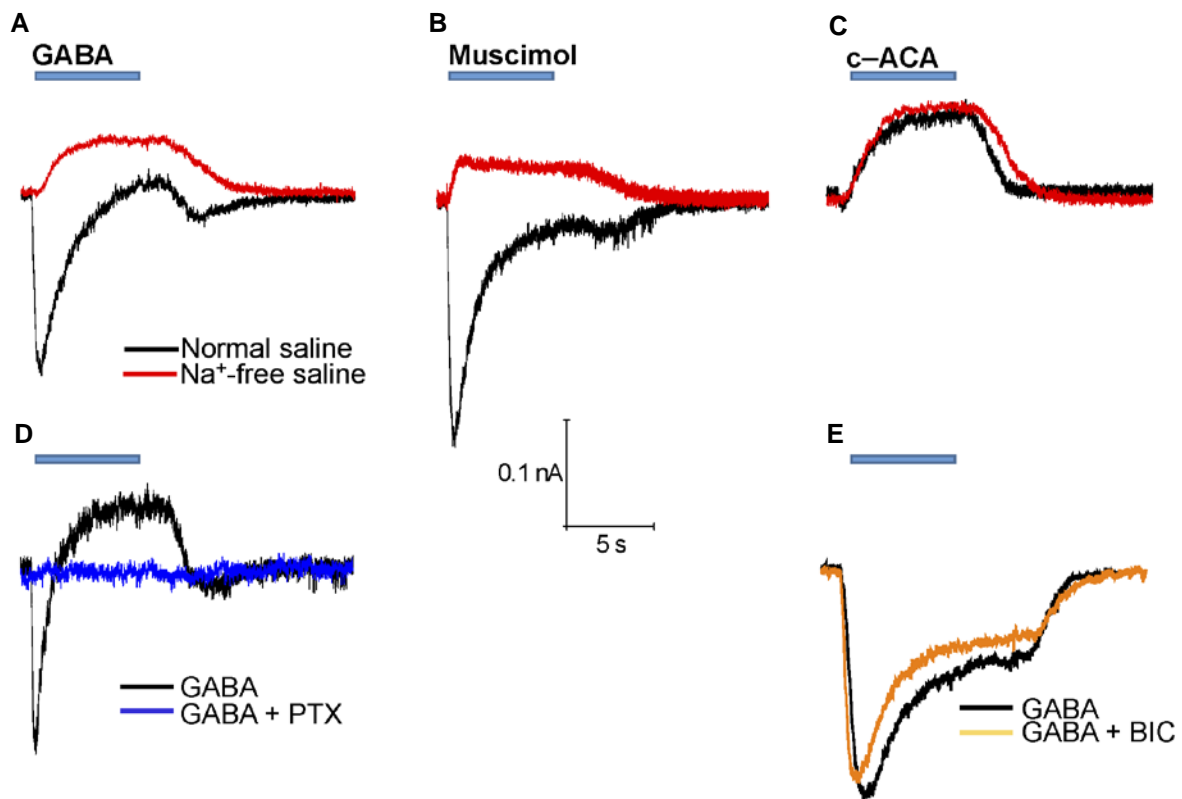 A
GABA
B
Muscimol
C
c–ACA
Normal saline
Na⁺-free saline
D
0.1 nA
5 s
E
GABA
GABA + PTX
GABA
GABA + BIC